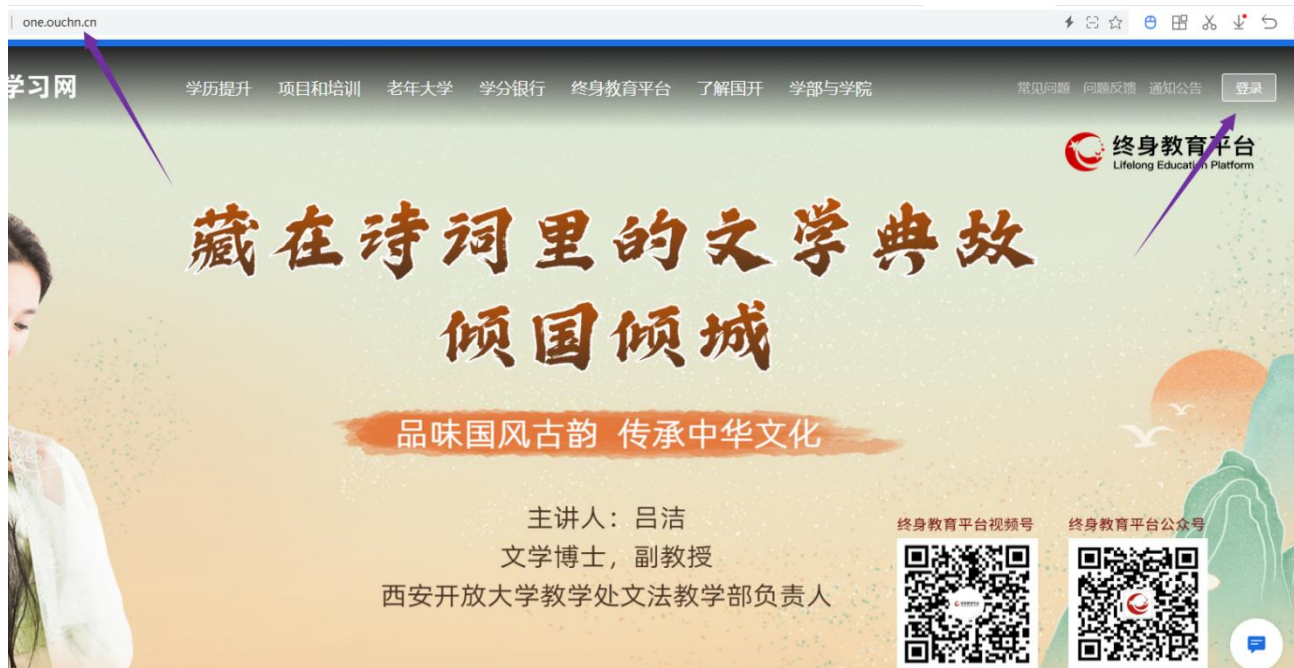 one.ouchn.cn
学习网
学历提升 项目和培训 老年大学 学分银行 终身教育平台 了解国开 学部与学院
常见问题 问题反馈 通知公告 登录
终身教育平台
Lifelong Education Platform
藏在诗词里的文学典故
倾国倾城
品味国风古韵 传承中华文化
主讲人：吕洁
文学博士，副教授
西安开放大学教学处文法教学部负责人
终身教育平台视频号 终身教育平台公众号